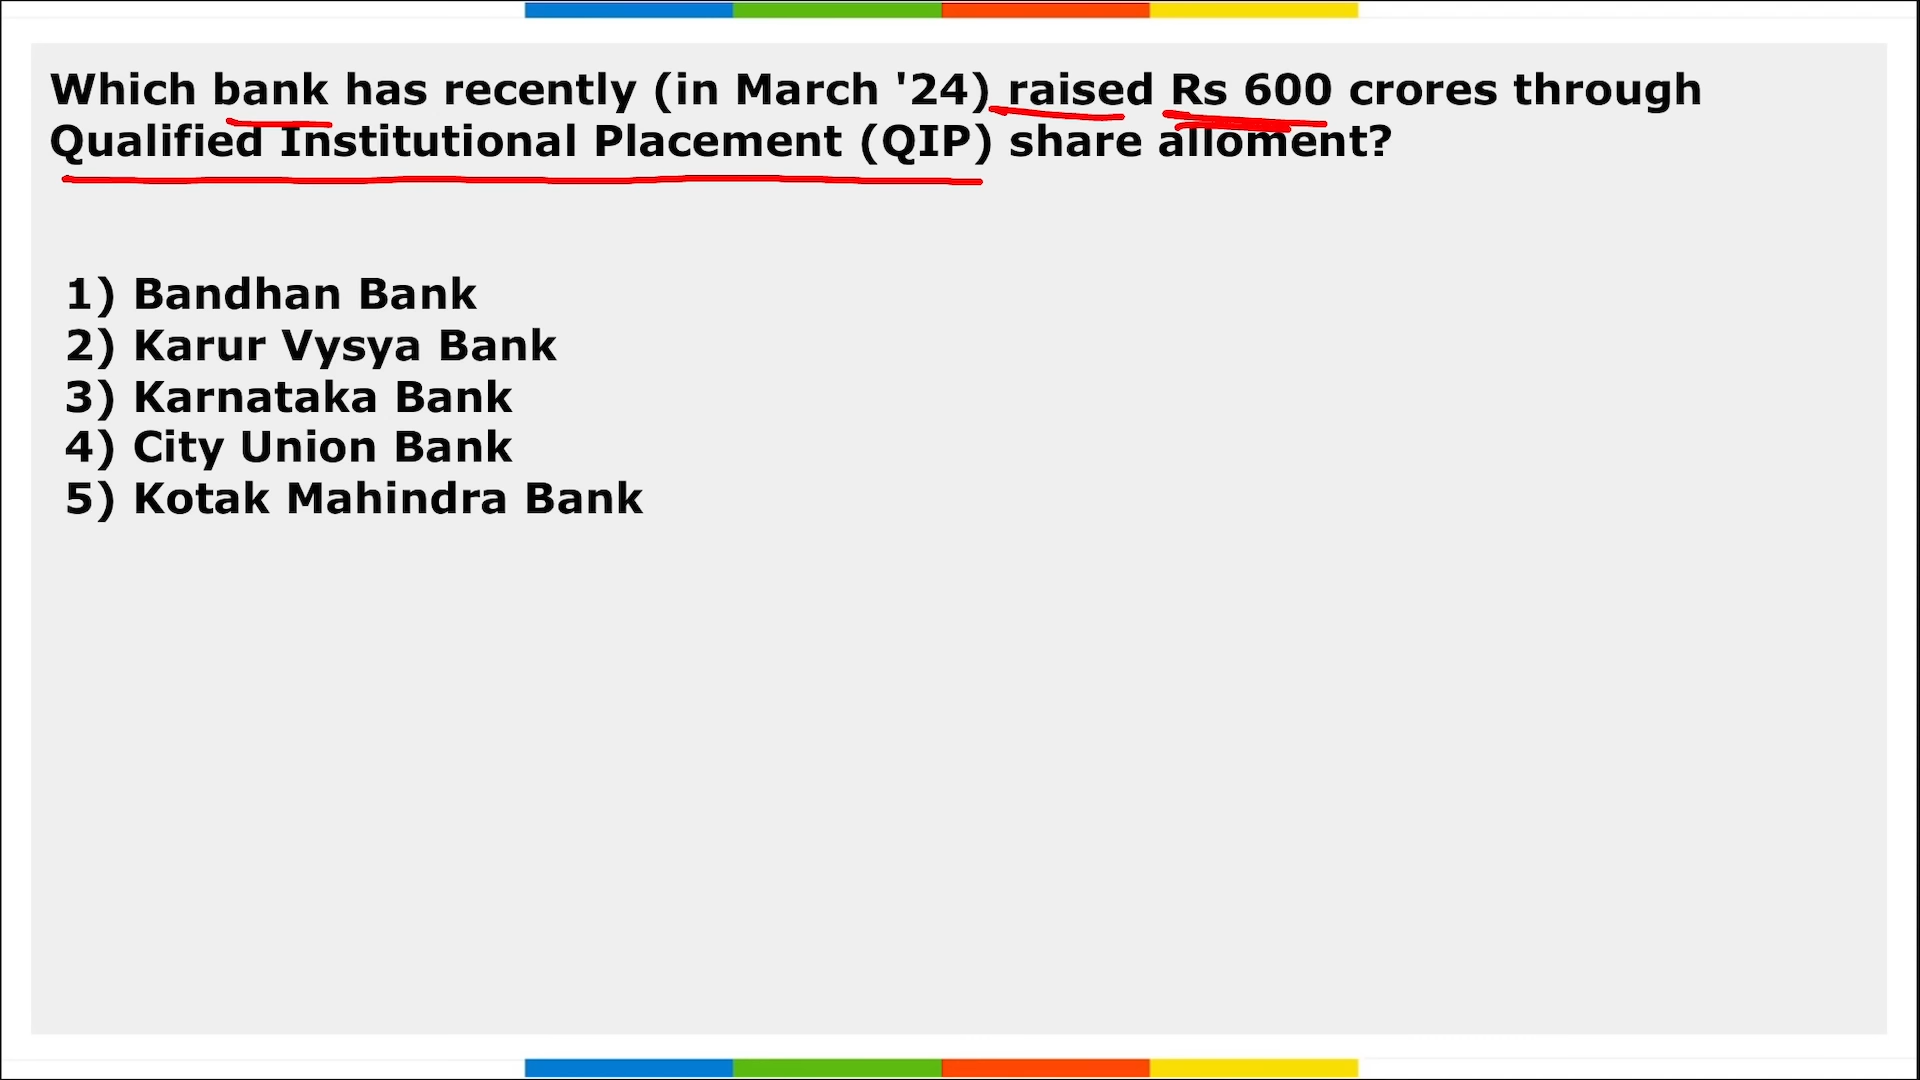 Which bank has recently (in March '24) raised Rs 600 crores through
Qualified Institutional Placement (QIP) share alloment?
1) Bandhan Bank
2) Karur Vysya Bank
3) Karnataka Bank
4) City Union Bank
5) Kotak Mahindra Bank